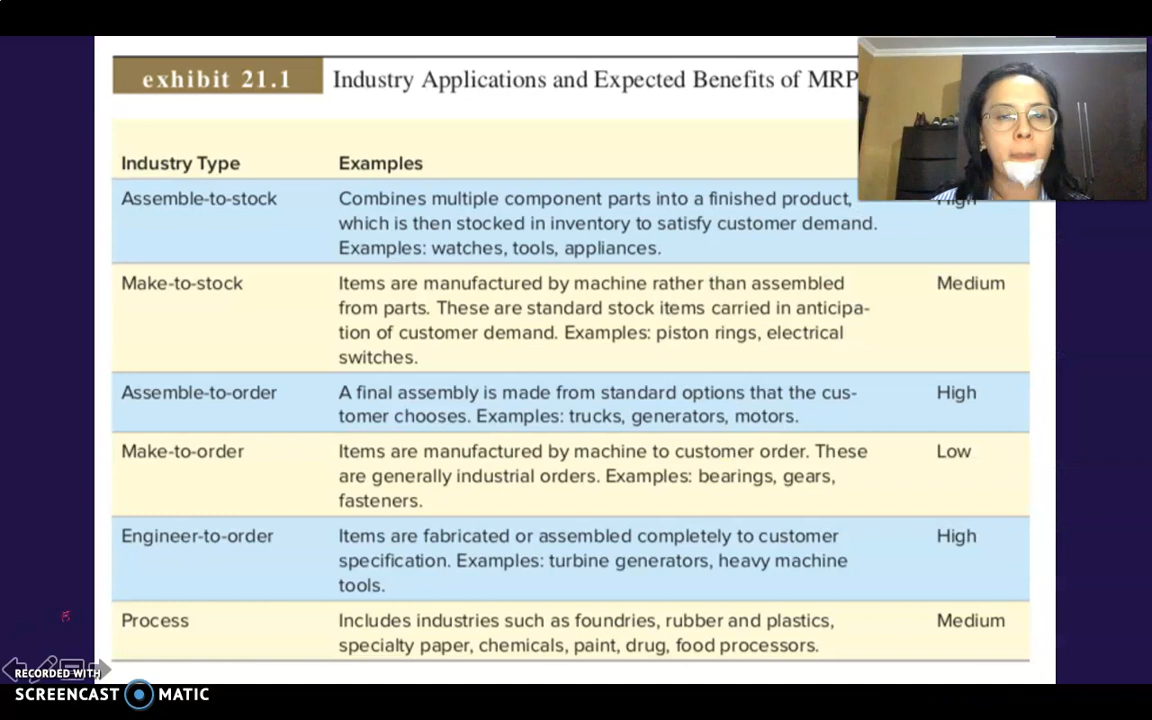 exhibit 21.1 Industry Applications and Expected Benefits of MRP
Industry Type Examples
Assemble-to-stock Combines multiple component parts into a finished product, High
which is then stocked in inventory to satisfy customer demand.
Examples: watches, tools, appliances.
Make-to-stock Items are manufactured by machine rather than assembled Medium
from parts. These are standard stock items carried in anticipa-
tion of customer demand. Examples: piston rings, electrical
switches.
Assemble-to-order A final assembly is made from standard options that the cus- High
tomer chooses. Examples: trucks, generators, motors.
Make-to-order Items are manufactured by machine to customer order. These Low
are generally industrial orders. Examples: bearings, gears,
fasteners.
Engineer-to-order Items are fabricated or assembled completely to customer High
specification. Examples: turbine generators, heavy machine
tools.
Process Includes industries such as foundries, rubber and plastics, Medium
specialty paper, chemicals, paint, drug, food processors.
RECORDED WITH
SCREENCAST MATIC